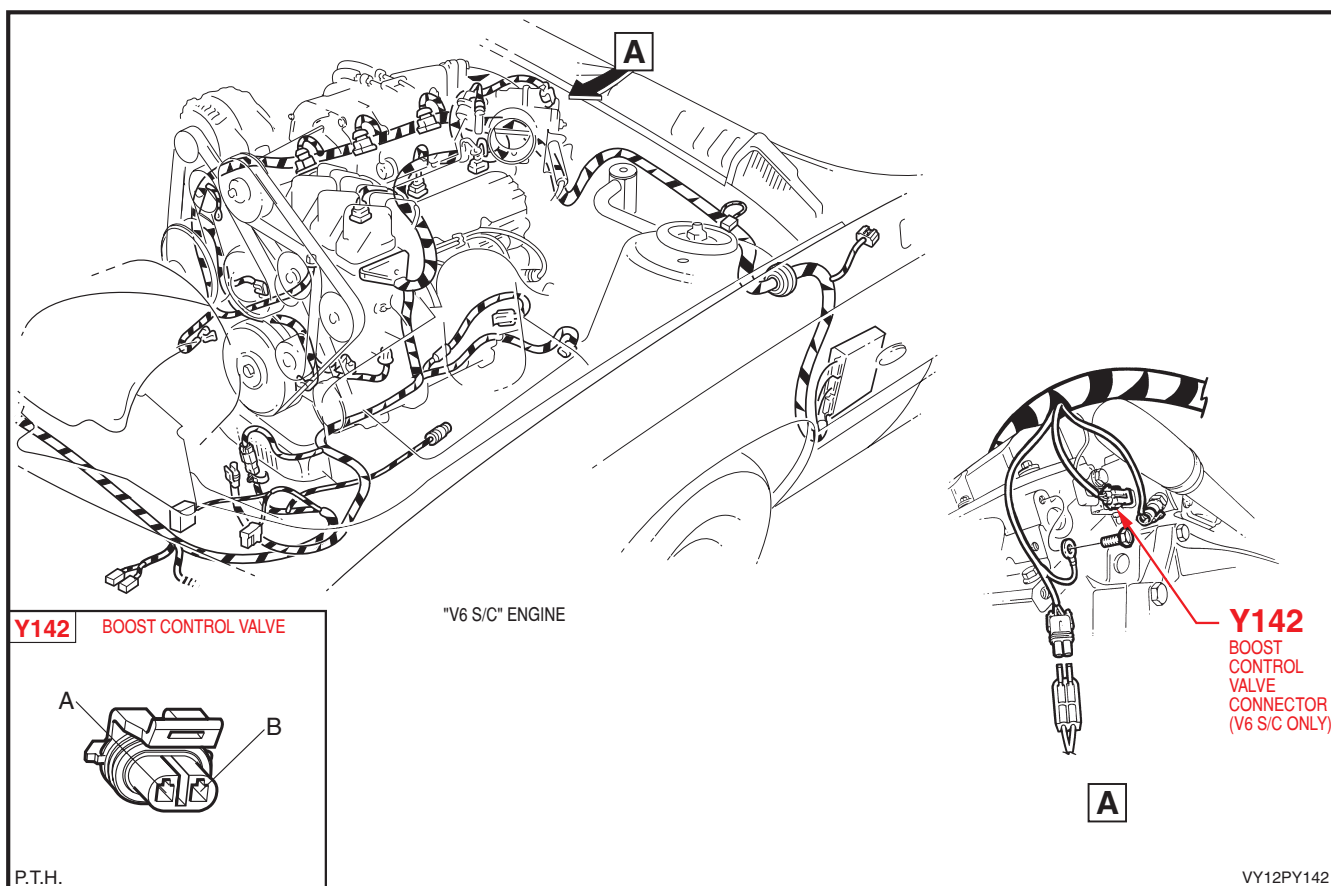 A
"V6 S/C" ENGINE
Y142 BOOST CONTROL VALVE
A
B
P.T.H.
Y142
BOOST
CONTROL
VALVE
CONNECTOR
(V6 S/C ONLY)
A
VY12PY142